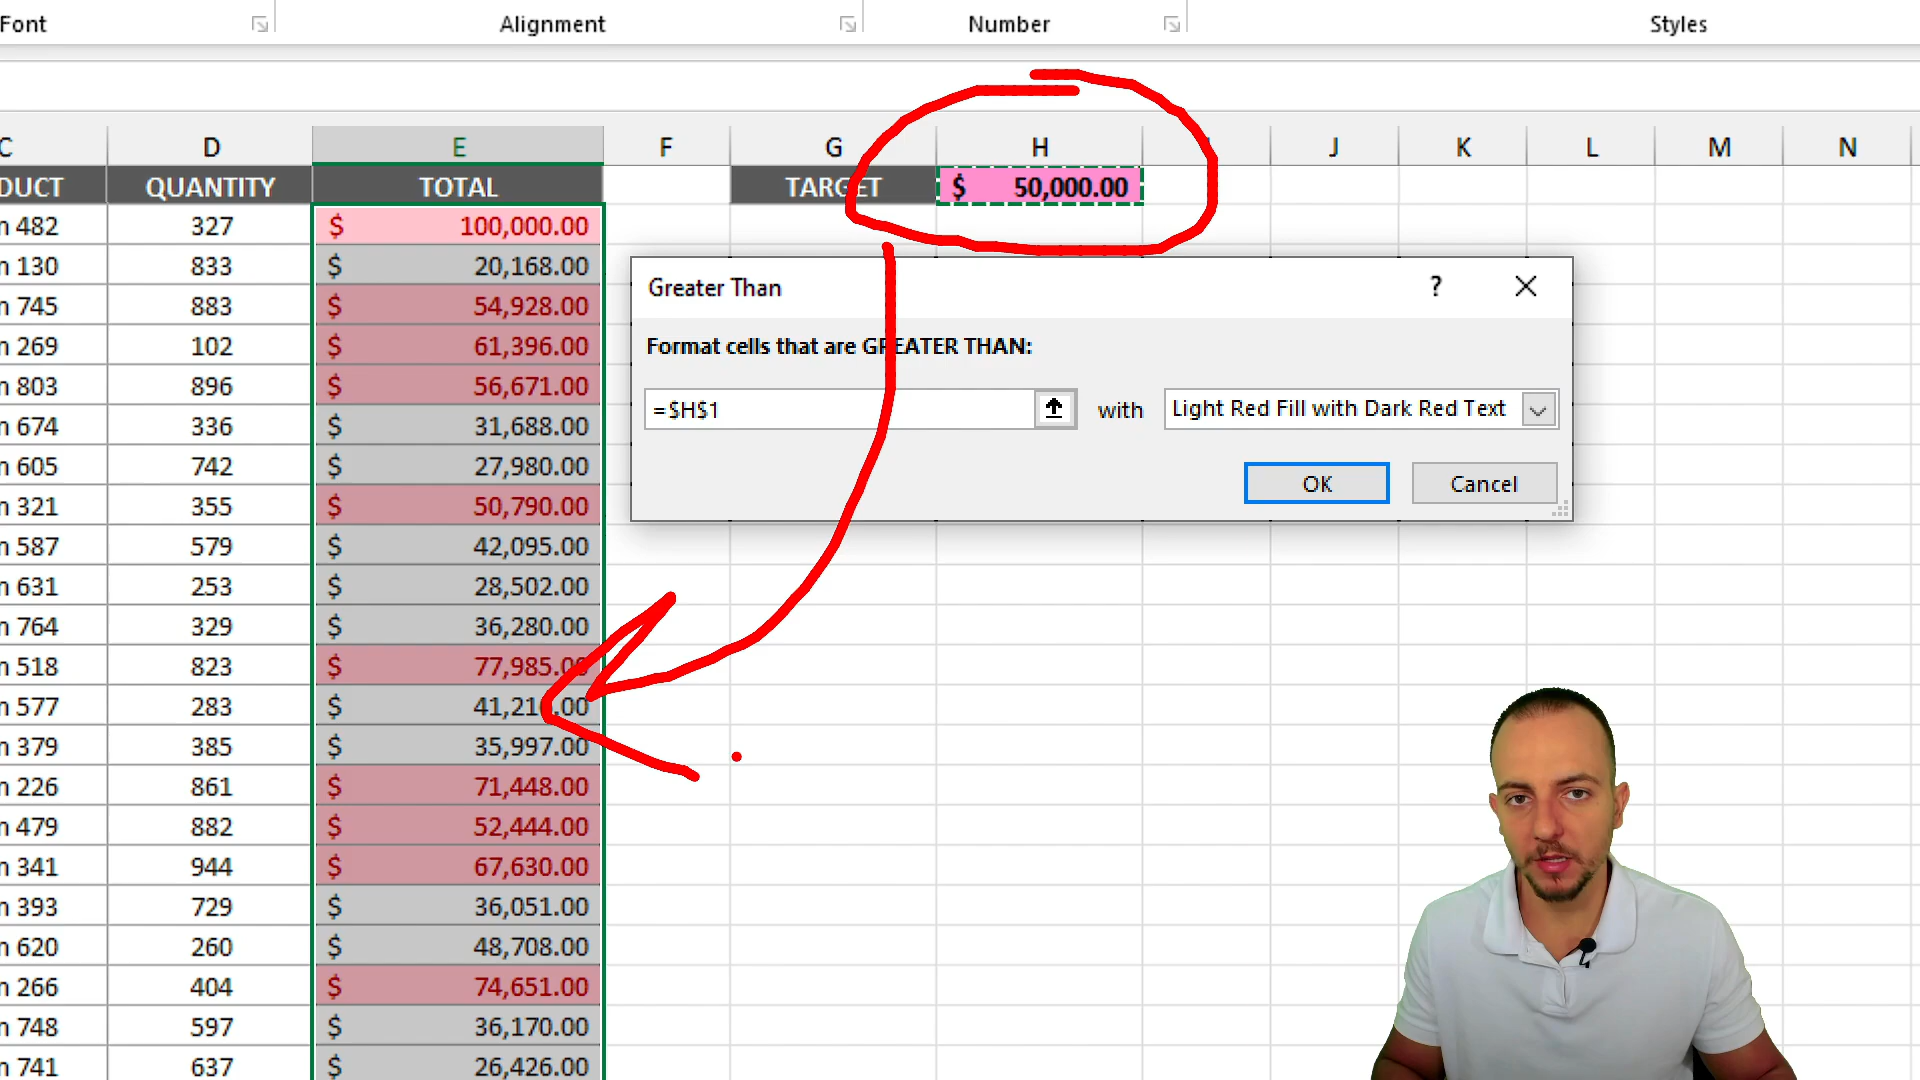 Font Alignment Number Styles
C D E F G H J K L M N
DUCT QUANTITY TOTAL TARGET $ 50,000.00
n 482 327 $ 100,000.00
n 130 833 $ 20,168.00
n 745 883 $ 54,928.00
n 269 102 $ 61,396.00
n 803 896 $ 56,671.00
n 674 336 $ 31,688.00
n 605 742 $ 27,980.00
n 321 355 $ 50,790.00
n 587 579 $ 42,095.00
n 631 253 $ 28,502.00
n 764 329 $ 36,280.00
n 518 823 $ 77,985.00
n 577 283 $
n 379 385 $ 35,997.00
n 226 861 $ 71,448.00
n 479 882 $ 52,444.00
n 341 944 $ 67,630.00
n 393 729 $ 36,051.00
n 620 260 $ 48,708.00
n 266 404 $ 74,651.00
n 748 597 $ 36,170.00
n 741 637 $ 26,426.00
Greater Than ?
Format cells that are GREATER THAN:
=$H$1 with Light Red Fill with Dark Red Text
OK Cancel